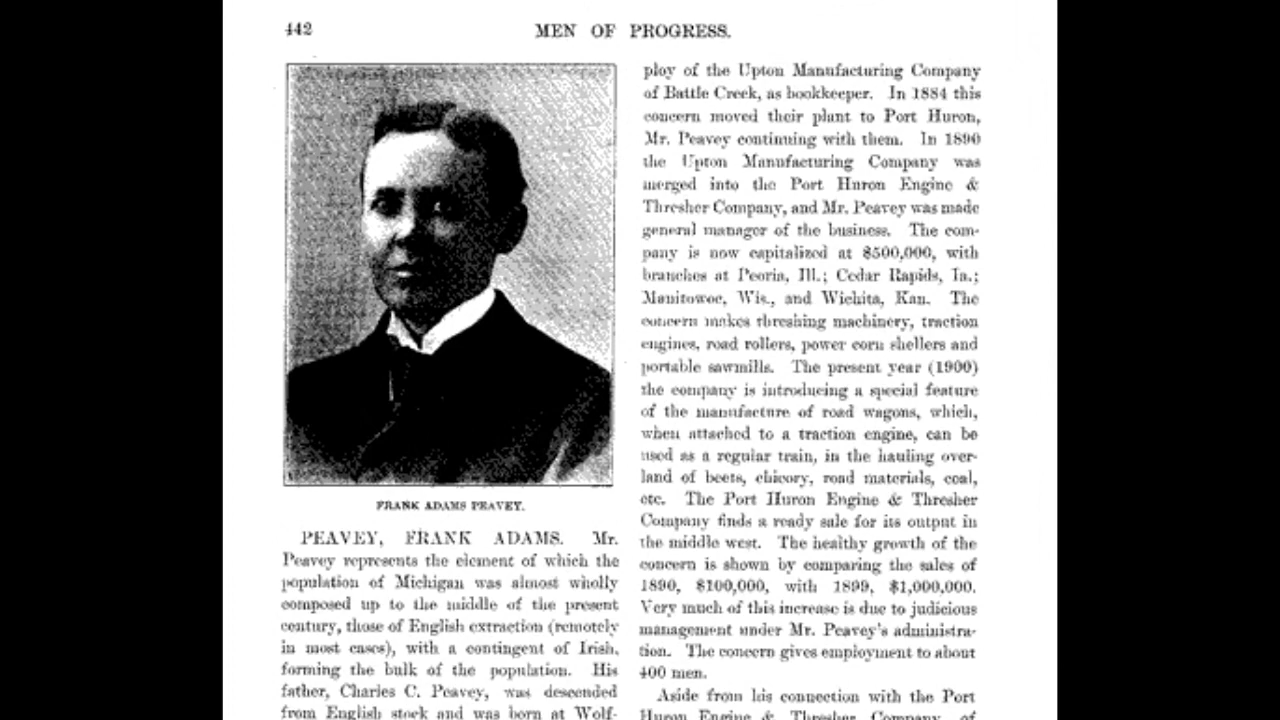 442
MEN OF PROGRESS.
FRANK ADAMS PEAVEY.
PEAVEY, FRANK ADAMS. Mr.
Peavey represents the element of which the
population of Michigan was almost wholly
composed up to the middle of the present
century, those of English extraction (remotely
in most cases), with a contingent of Irish,
forming the bulk of the population. His
father, Charles C. Peavey, was descended
from English stock and was born at Wolf-
ploy of the Upton Manufacturing Company
of Battle Creek, as bookkeeper. In 1884 this
concern moved their plant to Port Huron,
Mr. Peavey continuing with them. In 1890
the Upton Manufacturing Company was
merged into the Port Huron Engine &
Thresher Company, and Mr. Peavey was made
general manager of the business. The com-
pany is now capitalized at $500,000, with
branches at Peoria, Ill.; Cedar Rapids, Ia.;
Manitowoc, Wis., and Wichita, Kan. The
concern makes threshing machinery, traction
engines, road rollers, power corn shellers and
portable sawmills. The present year (1900)
the company is introducing a special feature
of the manufacture of road wagons, which,
when attached to a traction engine, can be
used as a regular train, in the hauling over-
land of beets, chicory, road materials, coal,
etc. The Port Huron Engine & Thresher
Company finds a ready sale for its output in
the middle west. The healthy growth of the
concern is shown by comparing the sales of
1890, $100,000, with 1899, $1,000,000.
Very much of this increase is due to judicious
management under Mr. Peavey's administra-
tion. The concern gives employment to about
400 men.
Aside from his connection with the Port
Huron Engine & Thresher Company, of